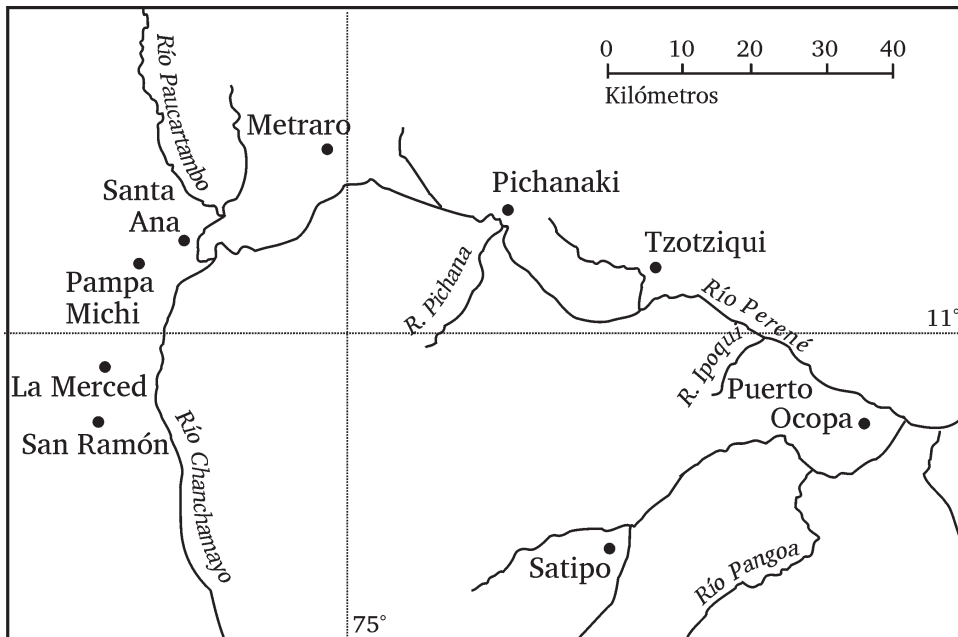 0 10 20 30 40
Kilómetros
Río Paucartambo
Metraro
Santa
Ana
Pichanaki
Tzotziqui
Pampa
Michi
R. Pichana
Río Perené
11°
R. Ipoqui
La Merced
Puerto
Ocopa
San Ramón
Río Chanchamayo
Satipo
Río Pangoa
75°